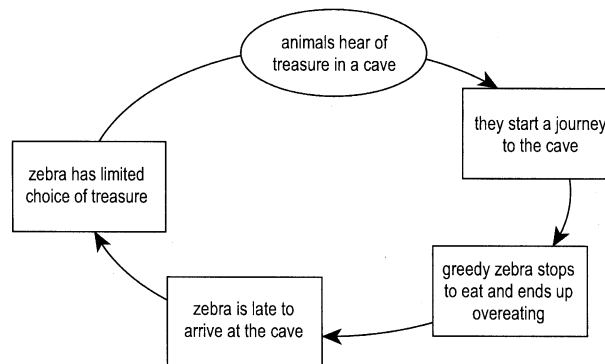 animals hear of
treasure in a cave
they start a journey
to the cave
greedy zebra stops
to eat and ends up
overeating
zebra is late to
arrive at the cave
zebra has limited
choice of treasure